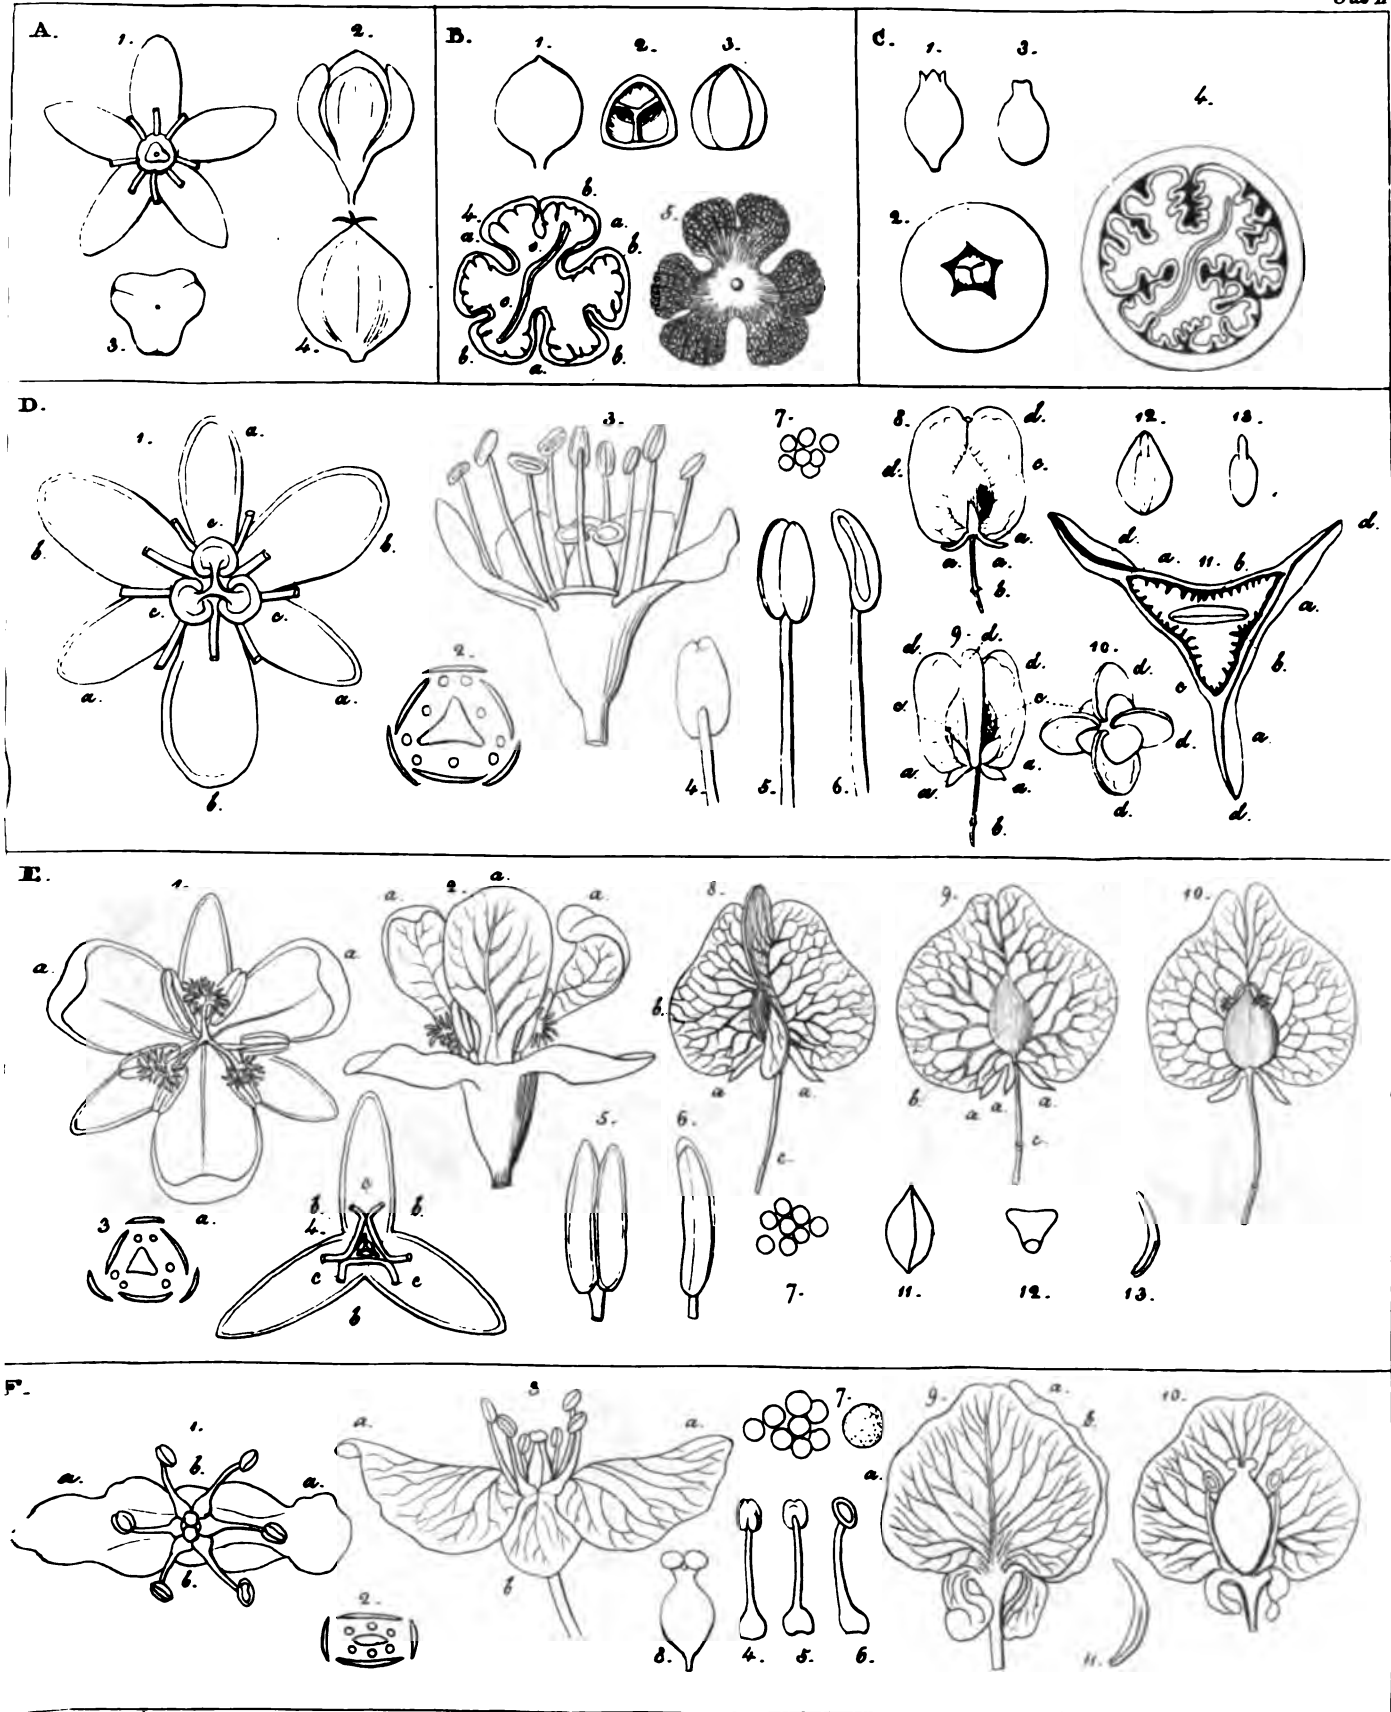 A. 1. 2.
3. 4.
B. 1. 2. 3.
4. b. a. b. a. o. o. b. a. b. 5.
C. 1. 3. 4.
2.
D. 1. a. 3. 7. 8. d. 12. 13.
b. b. c. c. c. a. a. b.
2. 4. 5. 6.
d. c. a. a. b.
9. d. d. d. c. c. a. a. a. a. b.
10. d. d. d.
11. d. a. b. d. a. b. c. a. d.
E. 1. a. a. a.
2. a. a. a.
3 4. b. b. c c b
5. 6. 7.
8. b. a a. c.
9. b. a a. a. c.
10.
11. 12. 13.
F. 1. a. b. a. b.
2.
3 a. a. b
7. 8. 4. 5. 6.
9. a. b. a.
10.
11.